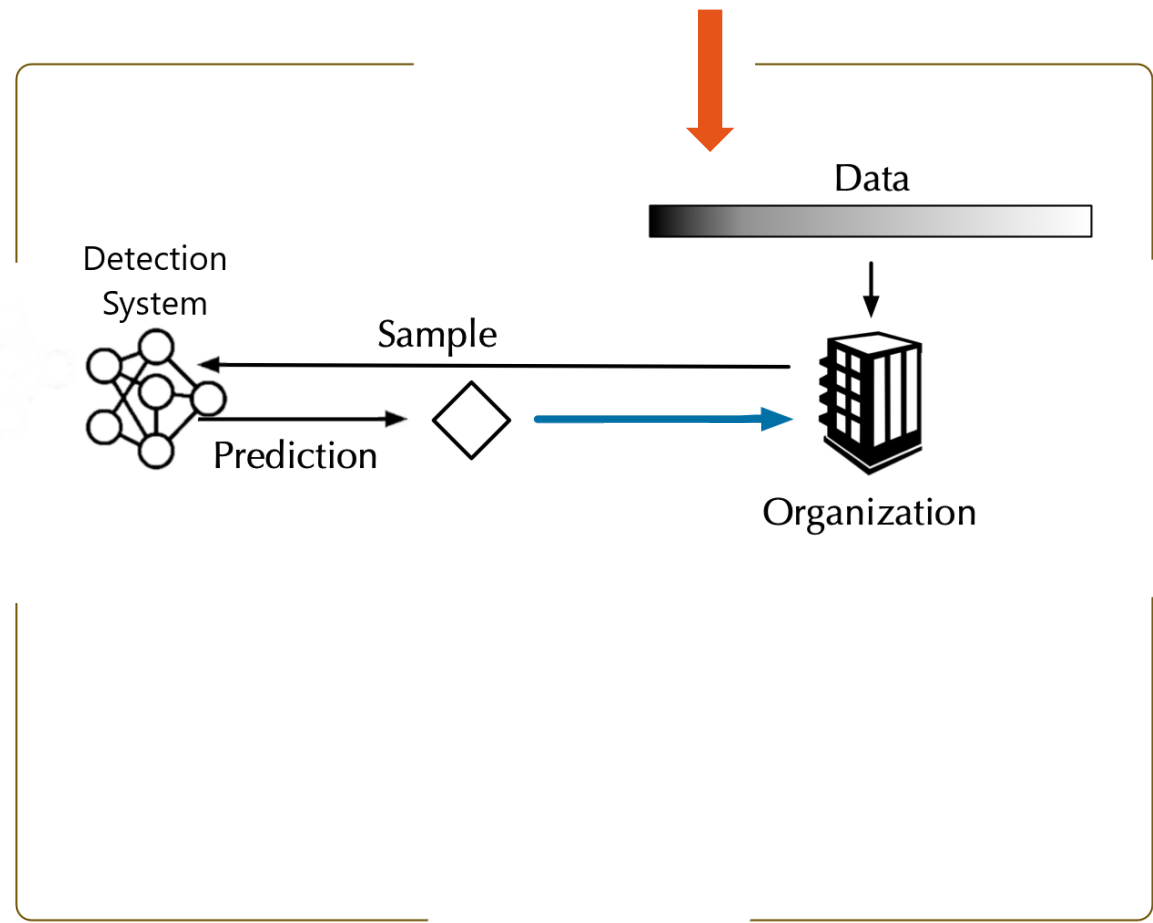 Data
Detection
System
Sample
Prediction
Organization